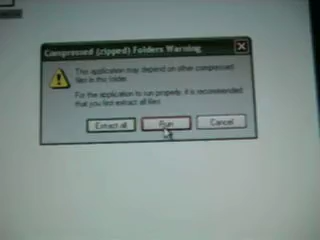 Compressed (zipped) Folders Warning
This application may depend on other compressed
files in this folder.
For the application to run properly, it is recommended
that you first extract all files.
Extract all
Run
Cancel